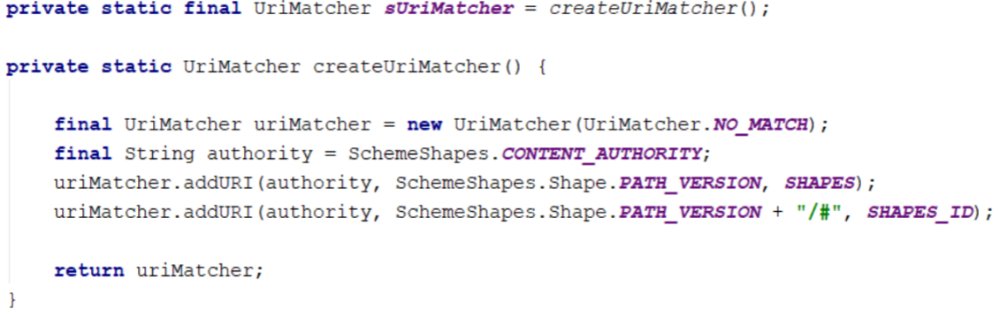 private static final UriMatcher sUriMatcher = createUriMatcher();
private static UriMatcher createUriMatcher() {
final UriMatcher uriMatcher = new UriMatcher(UriMatcher.NO_MATCH);
final String authority = SchemeShapes.CONTENT_AUTHORITY;
uriMatcher.addURI(authority, SchemeShapes.Shape.PATH_VERSION, SHAPES);
uriMatcher.addURI(authority, SchemeShapes.Shape.PATH_VERSION + "/#", SHAPES_ID);
return uriMatcher;
}